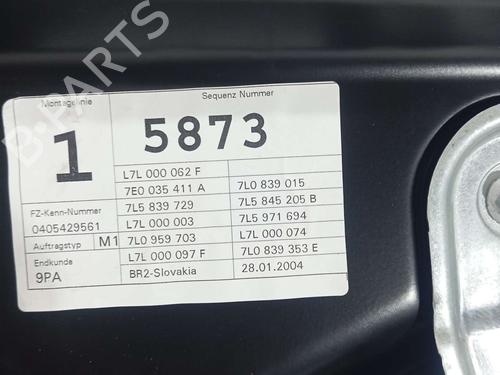 Montagelinie
Sequenz Nummer
1
5873
L7L 000 062 F
7E0 035 411 A
7L0 839 015
FZ-Kenn-Nummer
7L5 839 729
7L5 845 205 B
0405429561
L7L 000 003
7L5 971 694
Auftragstyp M1
7L0 959 703
L7L 000 074
Endkunde
L7L 000 097 F
7L0 839 353 E
9PA
BR2-Slovakia
28.01.2004
B-PARTS